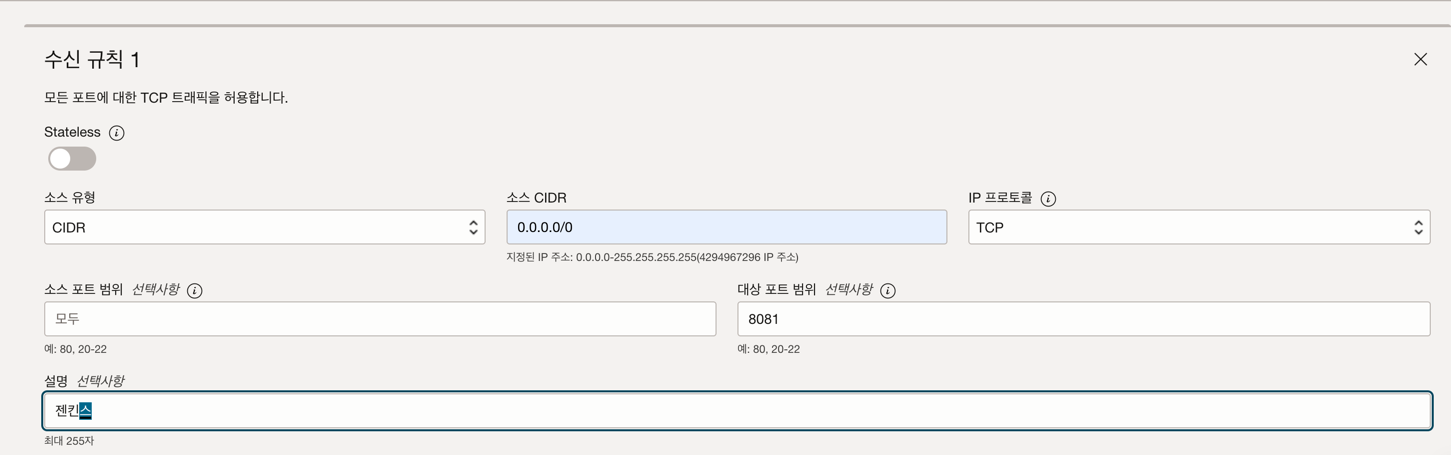 수신 규칙 1
모든 포트에 대한 TCP 트래픽을 허용합니다.
Stateless
소스 유형 소스 CIDR IP 프로토콜
CIDR 0.0.0.0/0 TCP
지정된 IP 주소: 0.0.0.0-255.255.255.255(4294967296 IP 주소)
소스 포트 범위 선택사항 대상 포트 범위 선택사항
모두 8081
예: 80, 20-22 예: 80, 20-22
설명 선택사항
젠킨스
최대 255자